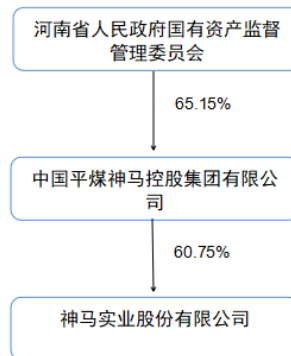 河南省人民政府国有资产监督
管理委员会
65.15%
中国平煤神马控股集团有限公
司
60.75%
神马实业股份有限公司